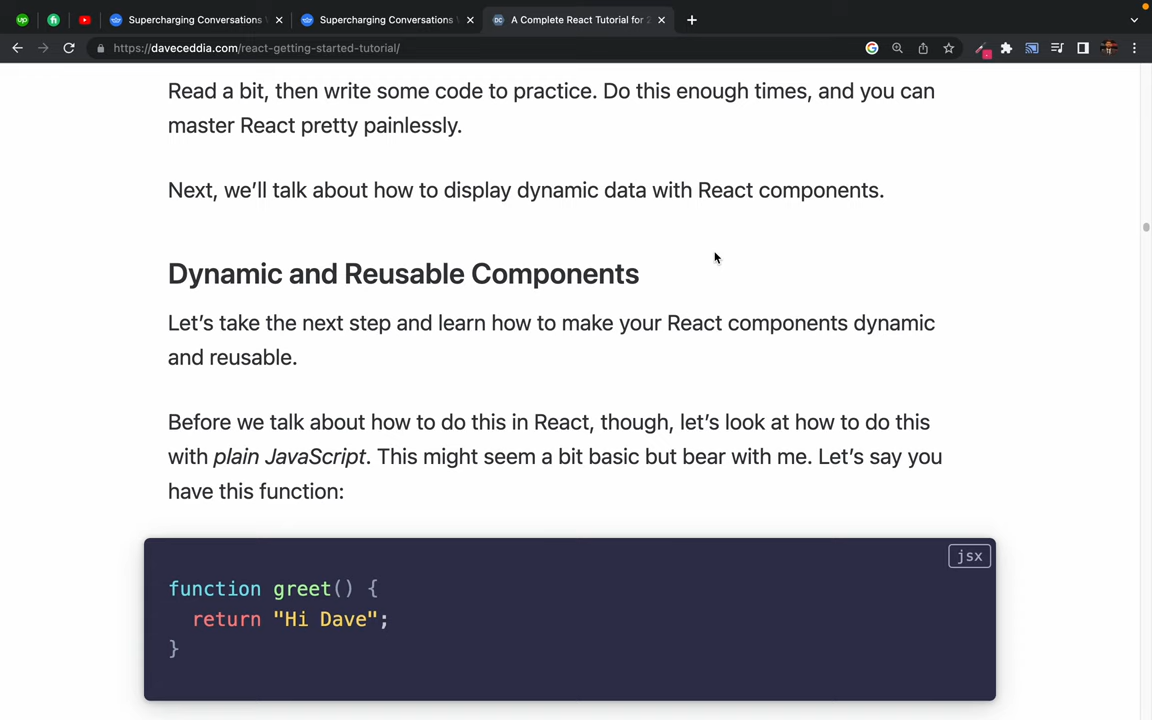 Supercharging Conversations
Supercharging Conversations
A Complete React Tutorial for 2
https://daveceddia.com/react-getting-started-tutorial/
Read a bit, then write some code to practice. Do this enough times, and you can
master React pretty painlessly.
Next, we’ll talk about how to display dynamic data with React components.
Dynamic and Reusable Components
Let’s take the next step and learn how to make your React components dynamic
and reusable.
Before we talk about how to do this in React, though, let’s look at how to do this
with plain JavaScript. This might seem a bit basic but bear with me. Let’s say you
have this function:
jsx
function greet() {
return "Hi Dave";
}